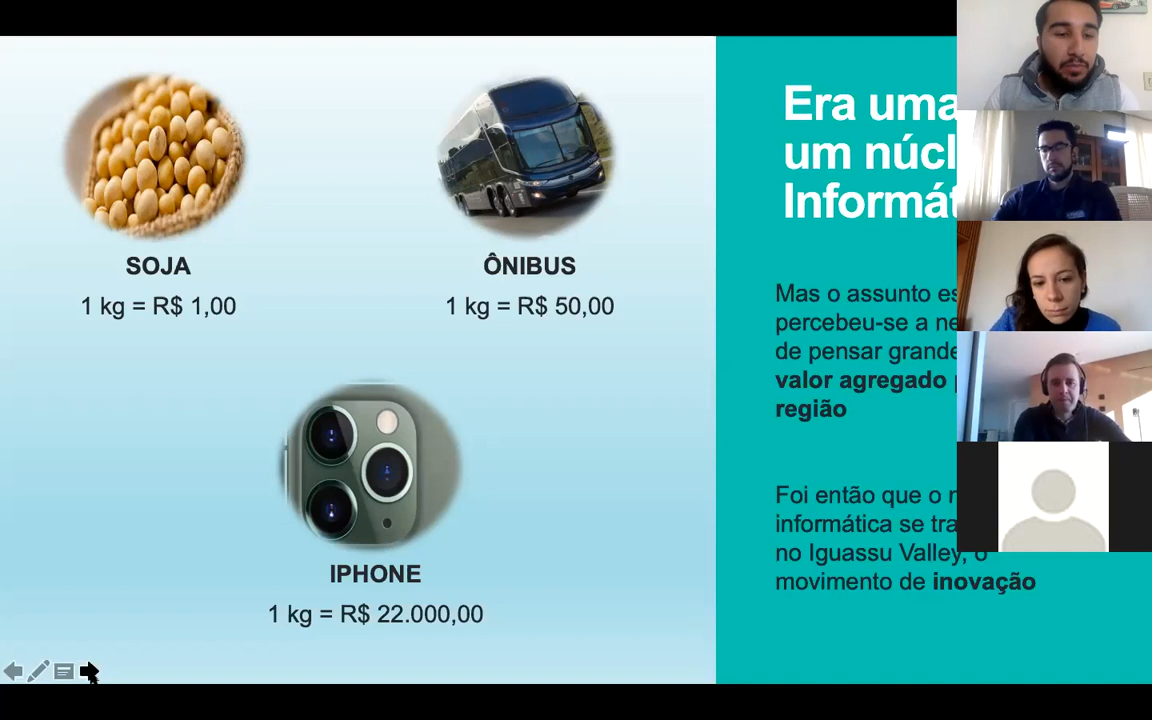 SOJA
1 kg = R$ 1,00
ÔNIBUS
1 kg = R$ 50,00
IPHONE
1 kg = R$ 22.000,00
Era uma
um núcl
Informát
Mas o assunto es
percebeu-se a ne
de pensar grande
valor agregado
região
Foi então que o
informática se tra
no Iguassu Valley, o
movimento de inovação